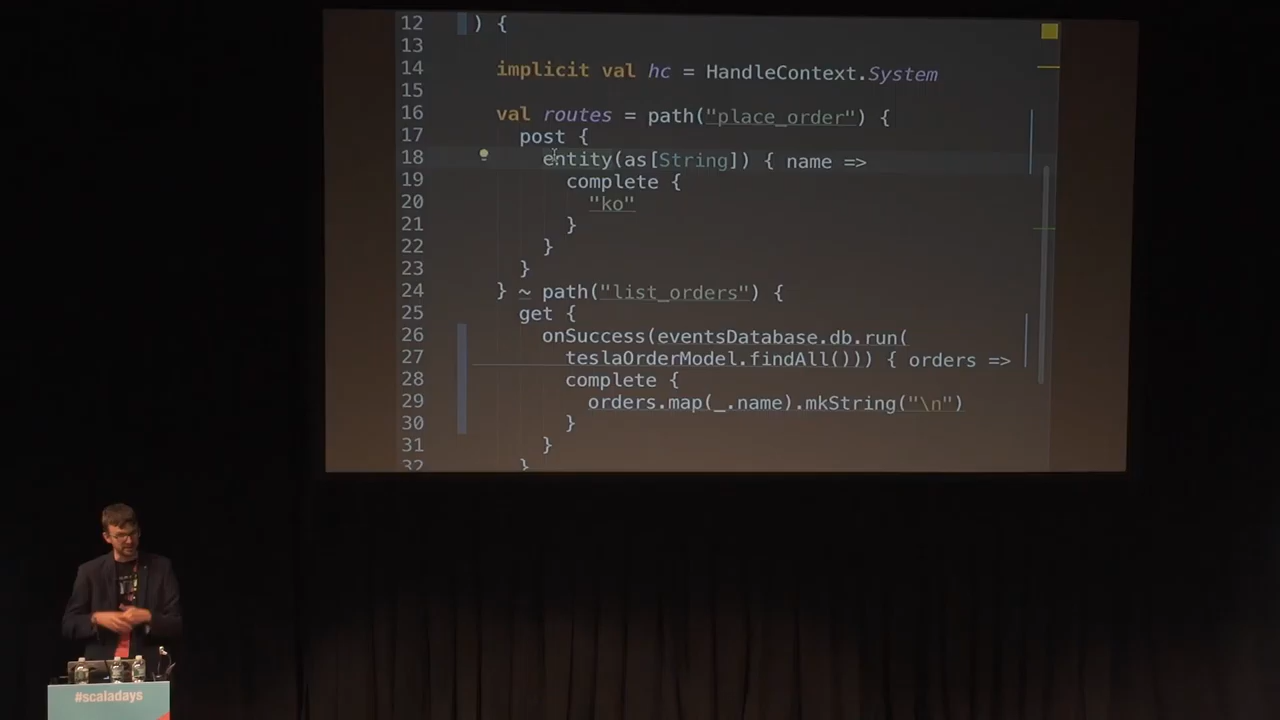 12 ) {
13
14 implicit val hc = HandleContext.System
15
16 val routes = path("place_order") {
17 post {
18 entity(as[String]) { name =>
19 complete {
20 "ko"
21 }
22 }
23 }
24 } ~ path("list_orders") {
25 get {
26 onSuccess(eventsDatabase.db.run(
27 teslaOrderModel.findAll())) { orders =>
28 complete {
29 orders.map(_.name).mkString("\n")
30 }
31 }
32 }
#scaladays